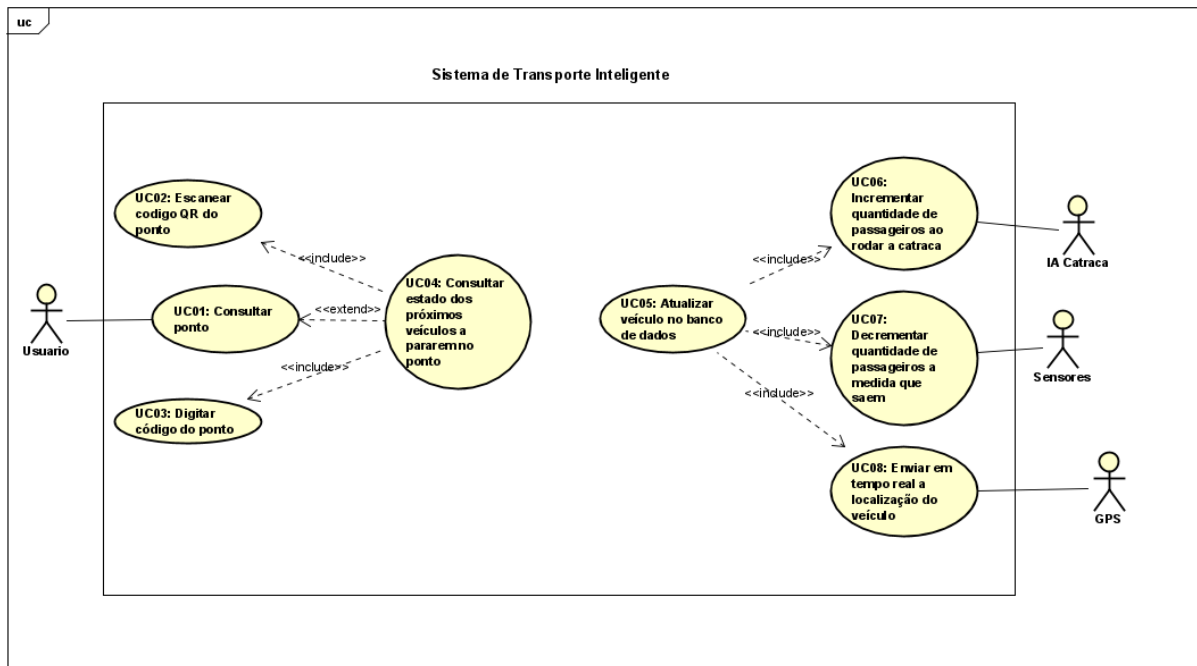 uc
Sistema de Transporte Inteligente
UC02: Escanear
codigo QR do
ponto
<<include>>
UC01: Consultar
ponto
<<extend>>
UC04: Consultar
estado dos
próximos
veículos a
pararem no
ponto
<<include>>
UC03: Digitar
código do ponto
Usuario
UC05: Atualizar
veículo no banco
de dados
<<include>>
<<include>>
<<include>>
UC06:
Incrementar
quantidade de
passageiros ao
rodar a catraca
IA Catraca
UC07:
Decrementar
quantidade de
passageiros a
medida que
saem
Sensores
UC08: Enviar em
tempo real a
localização do
veículo
GPS